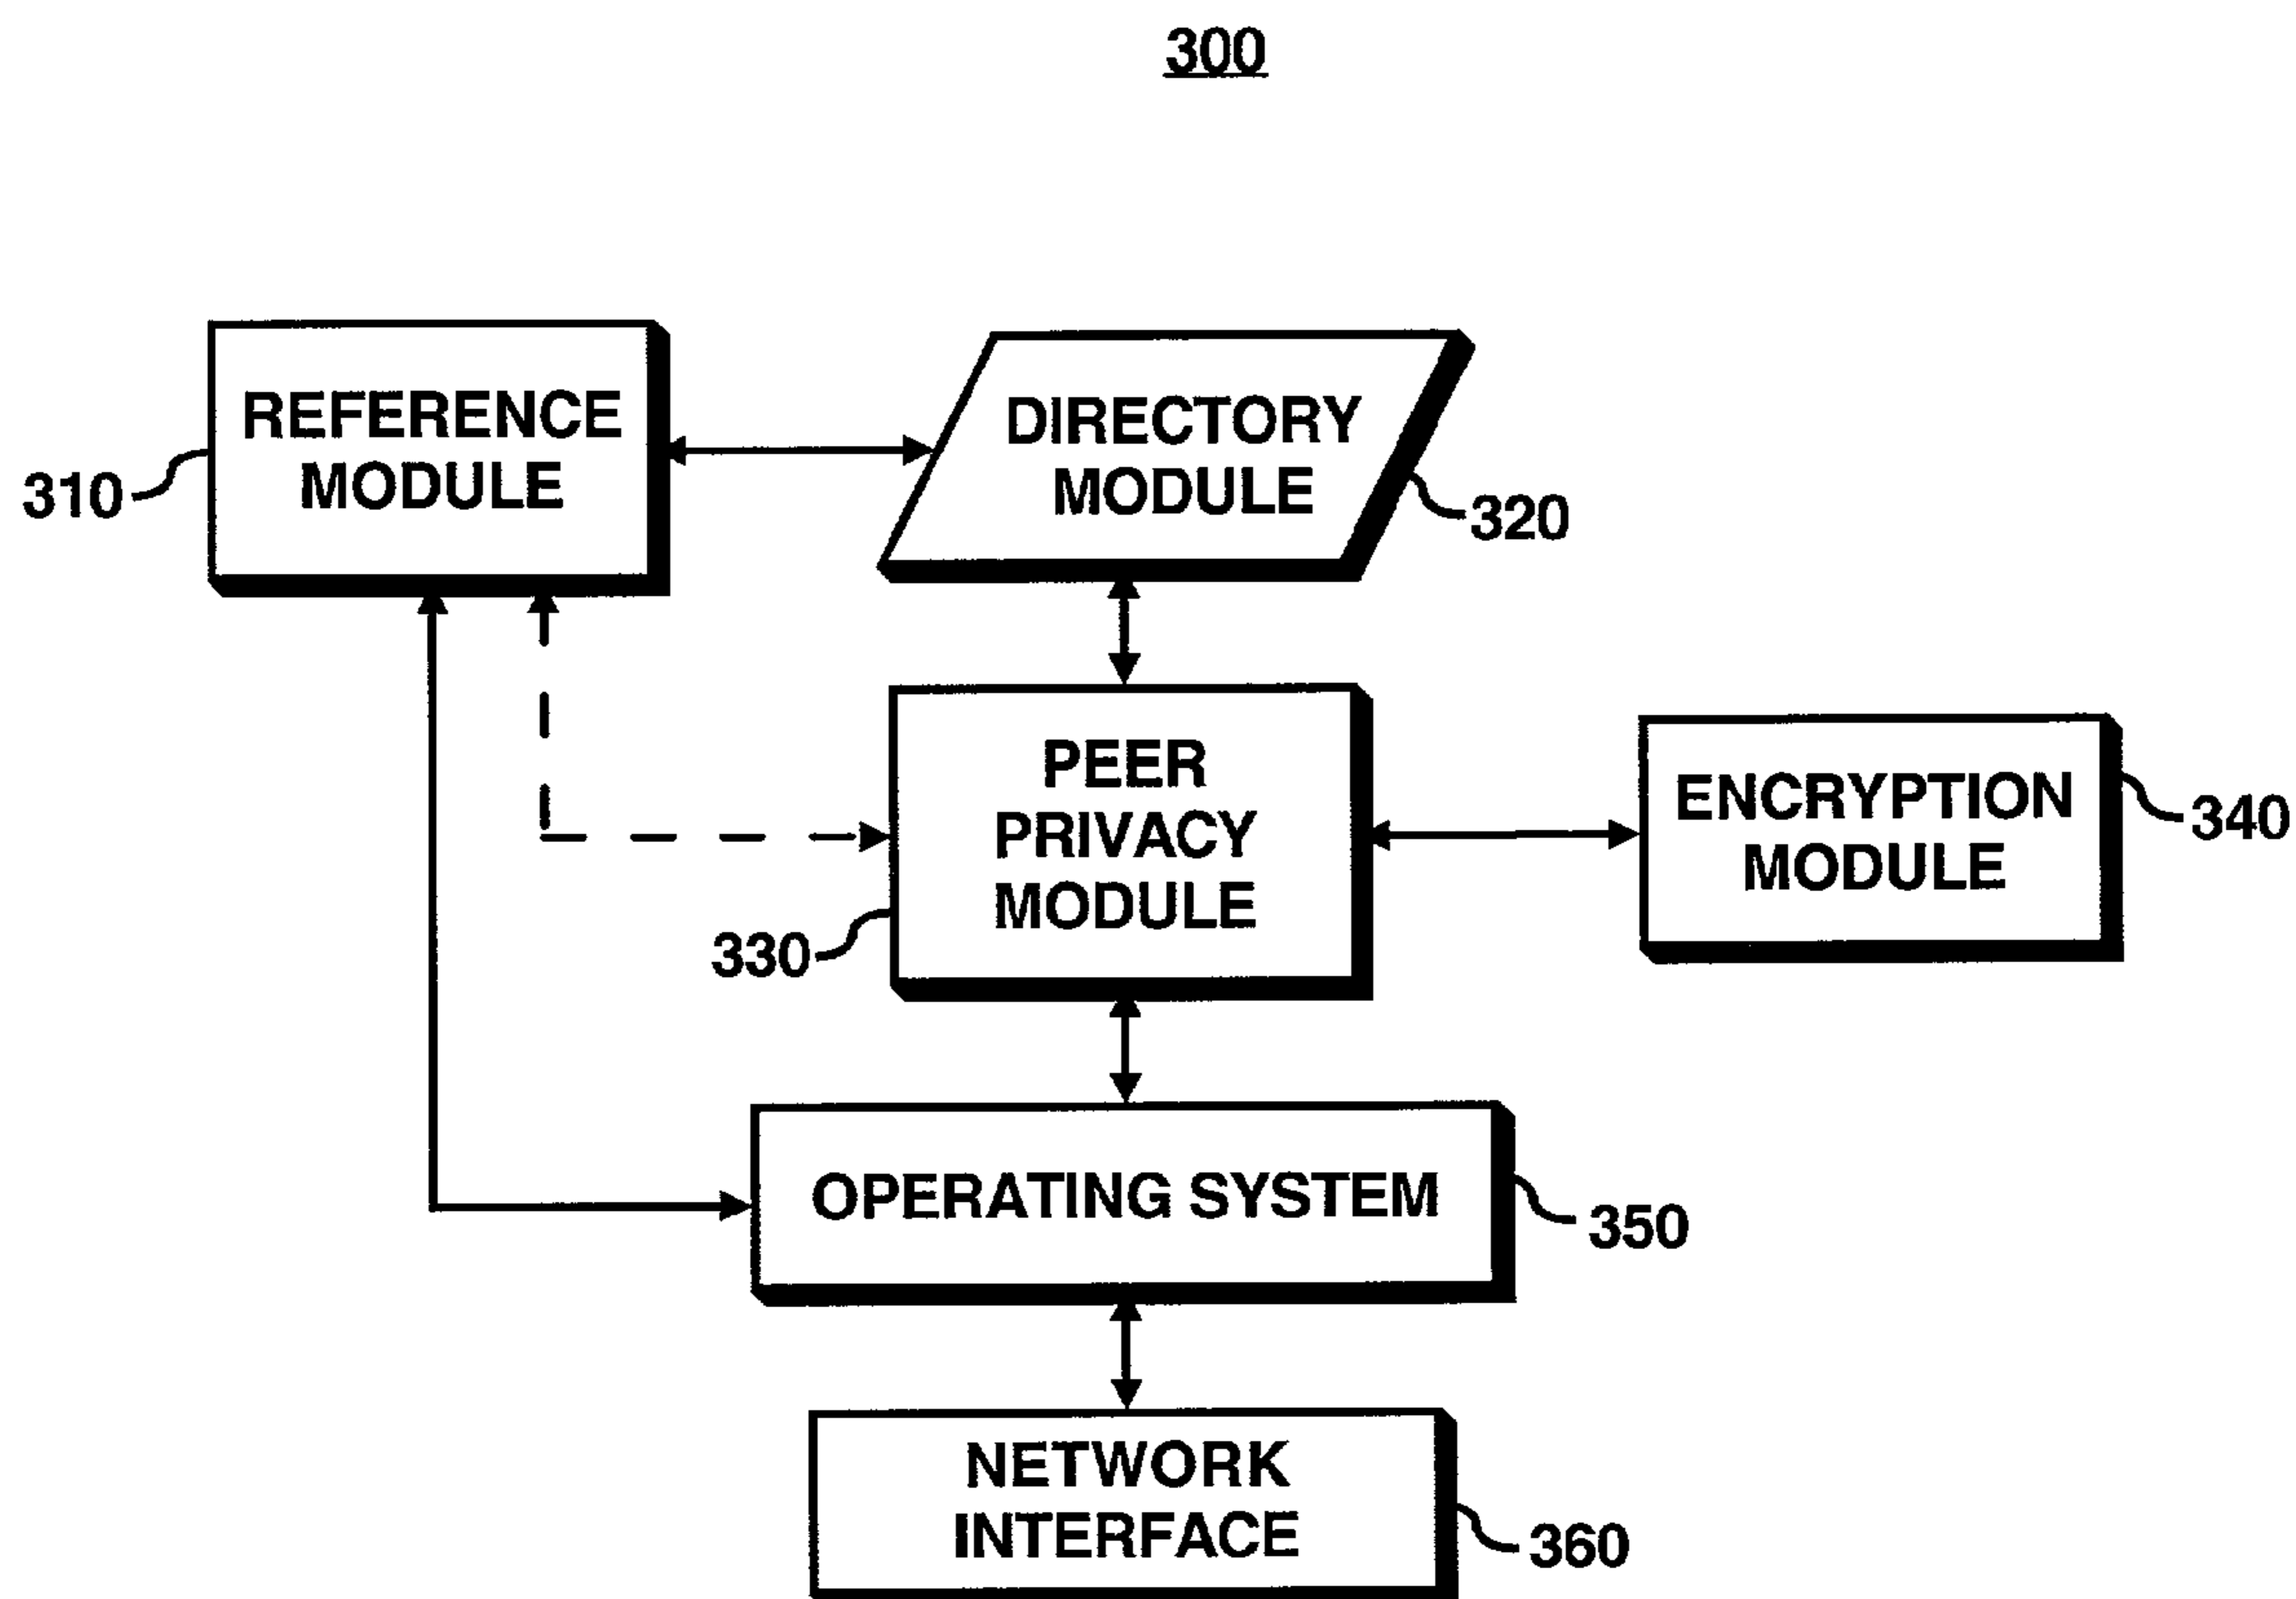 300
REFERENCE
MODULE
310
DIRECTORY
MODULE
320
PEER
PRIVACY
MODULE
330
ENCRYPTION
MODULE
340
OPERATING SYSTEM
350
NETWORK
INTERFACE
360